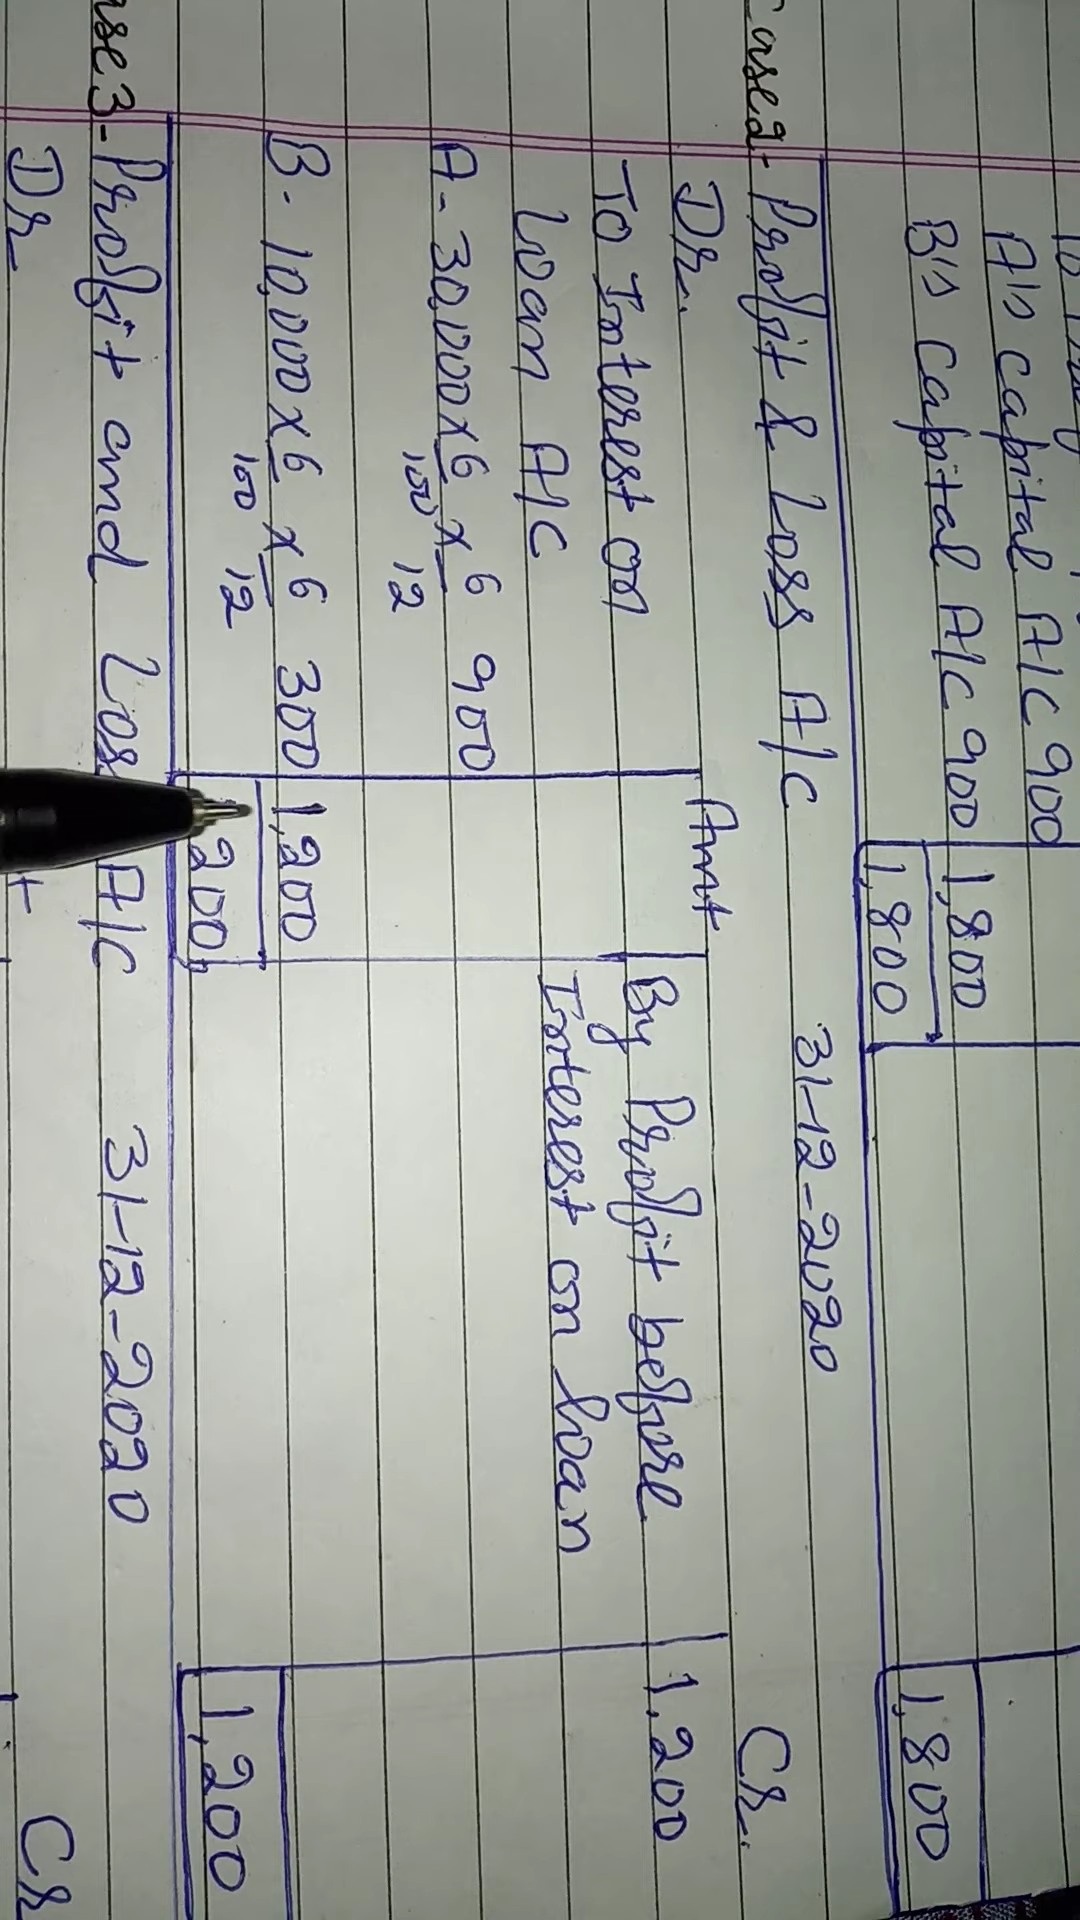 A's capital A/C 900
B's capital A/C 900 1,800
1,800 1,800
Case 2- Profit & Loss A/C 31-12-2020
Dr. Amt Cr.
To Interest on By Profit before 1,200
loan A/C Interest on loan
A- 30,000 x 6/100 x 6/12 900
B- 10,000 x 6/100 x 6/12 300 1,200
200 1,200
3- Profit and Loss A/C 31-12-2020
Dr Cr